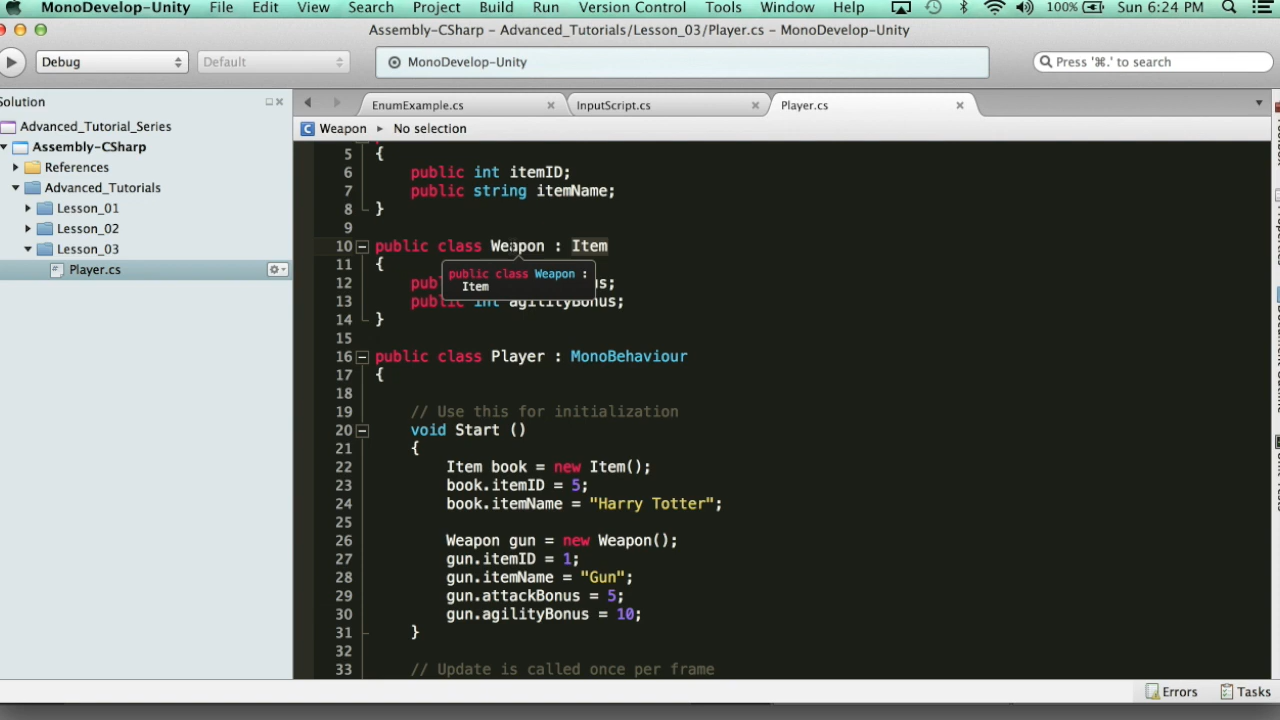 MonoDevelop-Unity File Edit View Search Project Build Run Version Control Tools Window Help 100% Sun 6:24 PM
Assembly-CSharp - Advanced_Tutorials/Lesson_03/Player.cs - MonoDevelop-Unity
Debug Default MonoDevelop-Unity Press '⌘.' to search
Solution EnumExample.cs InputScript.cs Player.cs
Advanced_Tutorial_Series
Assembly-CSharp
References
Advanced_Tutorials
Lesson_01
Lesson_02
Lesson_03
Player.cs
C Weapon No selection
5 {
6 public int itemID;
7 public string itemName;
8 }
9
10 public class Weapon : Item
11 {
12 pub s;
13 public int agilityBonus;
14 }
15
16 public class Player : MonoBehaviour
17 {
18
19 // Use this for initialization
20 void Start ()
21 {
22 Item book = new Item();
23 book.itemID = 5;
24 book.itemName = "Harry Totter";
25
26 Weapon gun = new Weapon();
27 gun.itemID = 1;
28 gun.itemName = "Gun";
29 gun.attackBonus = 5;
30 gun.agilityBonus = 10;
31 }
32
33 // Update is called once per frame
public class Weapon :
Item
Errors Tasks